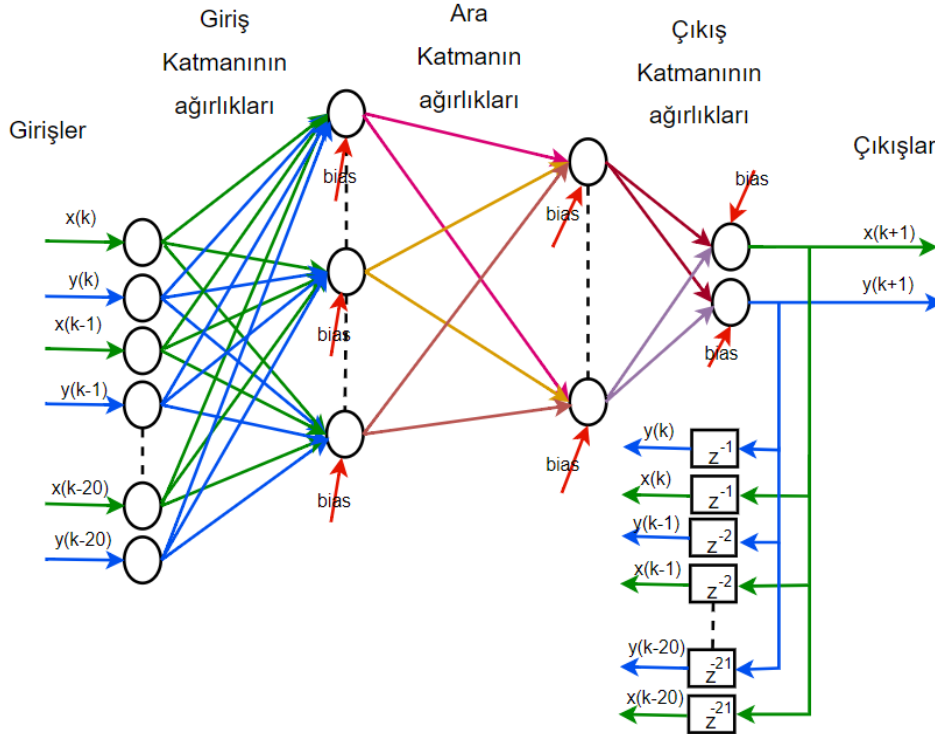 Giriş
Katmanının
ağırlıkları
Ara
Katmanın
ağırlıkları
Çıkış
Katmanının
ağırlıkları
Girişler
Çıkışlar
x(k)
y(k)
x(k-1)
y(k-1)
x(k-20)
y(k-20)
bias
bias
bias
bias
bias
bias
bias
x(k+1)
y(k+1)
y(k) z⁻¹
x(k) z⁻¹
y(k-1) z⁻²
x(k-1) z⁻²
y(k-20) z⁻²¹
x(k-20) z⁻²¹